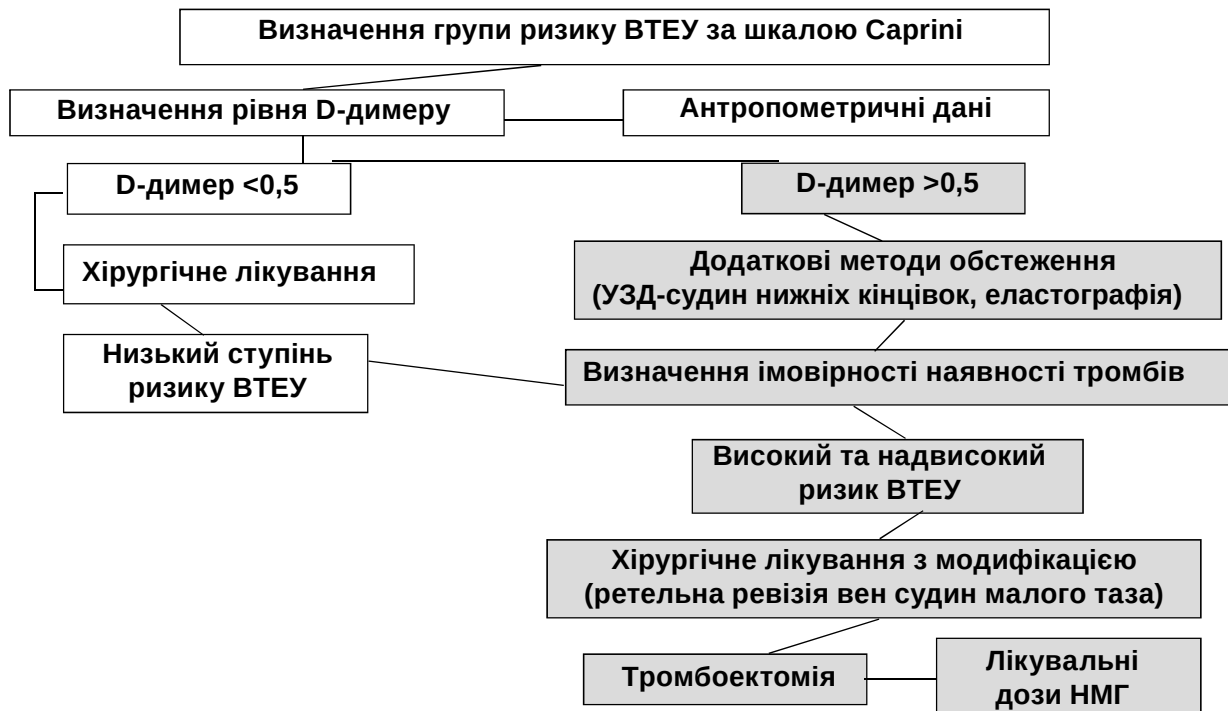 Визначення групи ризику ВТЕУ за шкалою Caprini
Визначення рівня D-димеру
Антропометричні дані
D-димер <0,5
D-димер >0,5
Хірургічне лікування
Додаткові методи обстеження
(УЗД-судин нижніх кінцівок, еластографія)
Низький ступінь
ризику ВТЕУ
Визначення імовірності наявності тромбів
Високий та надвисокий
ризик ВТЕУ
Хірургічне лікування з модифікацією
(ретельна ревізія вен судин малого таза)
Тромбоектомія
Лікувальні
дози НМГ